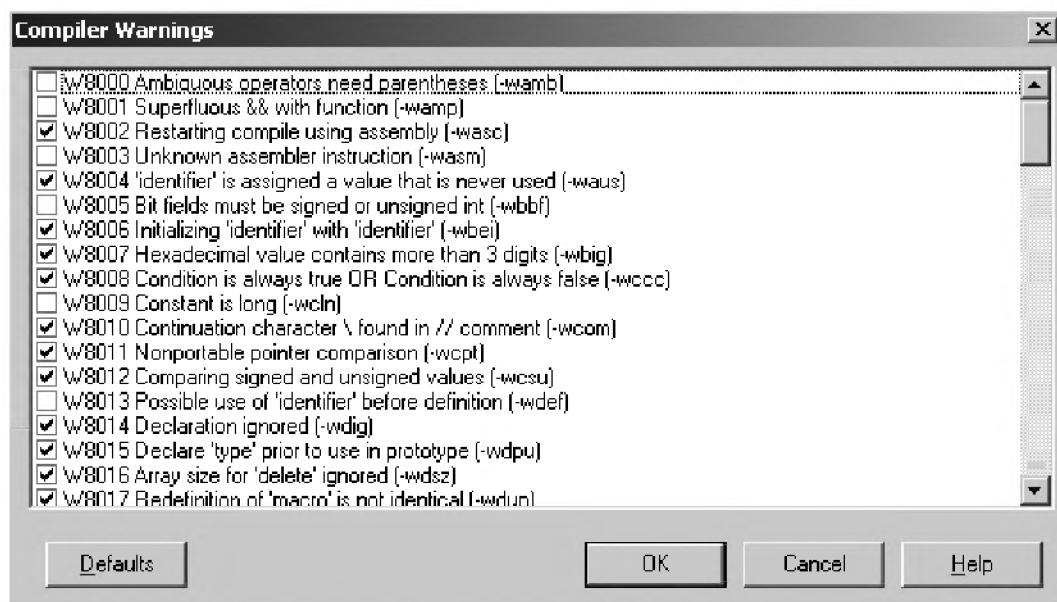 Compiler Warnings
W8000 Ambiguous operators need parentheses (-wamb)
W8001 Superfluous && with function (-wamp)
W8002 Restarting compile using assembly (-wasc)
W8003 Unknown assembler instruction (-wasm)
W8004 'identifier' is assigned a value that is never used (-waus)
W8005 Bit fields must be signed or unsigned int (-wbbf)
W8006 Initializing 'identifier' with 'identifier' (-wbei)
W8007 Hexadecimal value contains more than 3 digits (-wbig)
W8008 Condition is always true OR Condition is always false (-wccc)
W8009 Constant is long (-wcln)
W8010 Continuation character \ found in // comment (-wcom)
W8011 Nonportable pointer comparison (-wcpt)
W8012 Comparing signed and unsigned values (-wcsu)
W8013 Possible use of 'identifier' before definition (-wdef)
W8014 Declaration ignored (-wdig)
W8015 Declare 'type' prior to use in prototype (-wdpu)
W8016 Array size for 'delete' ignored (-wdsz)
W8017 Redefinition of 'macro' is not identical (-wdup)
Defaults OK Cancel Help